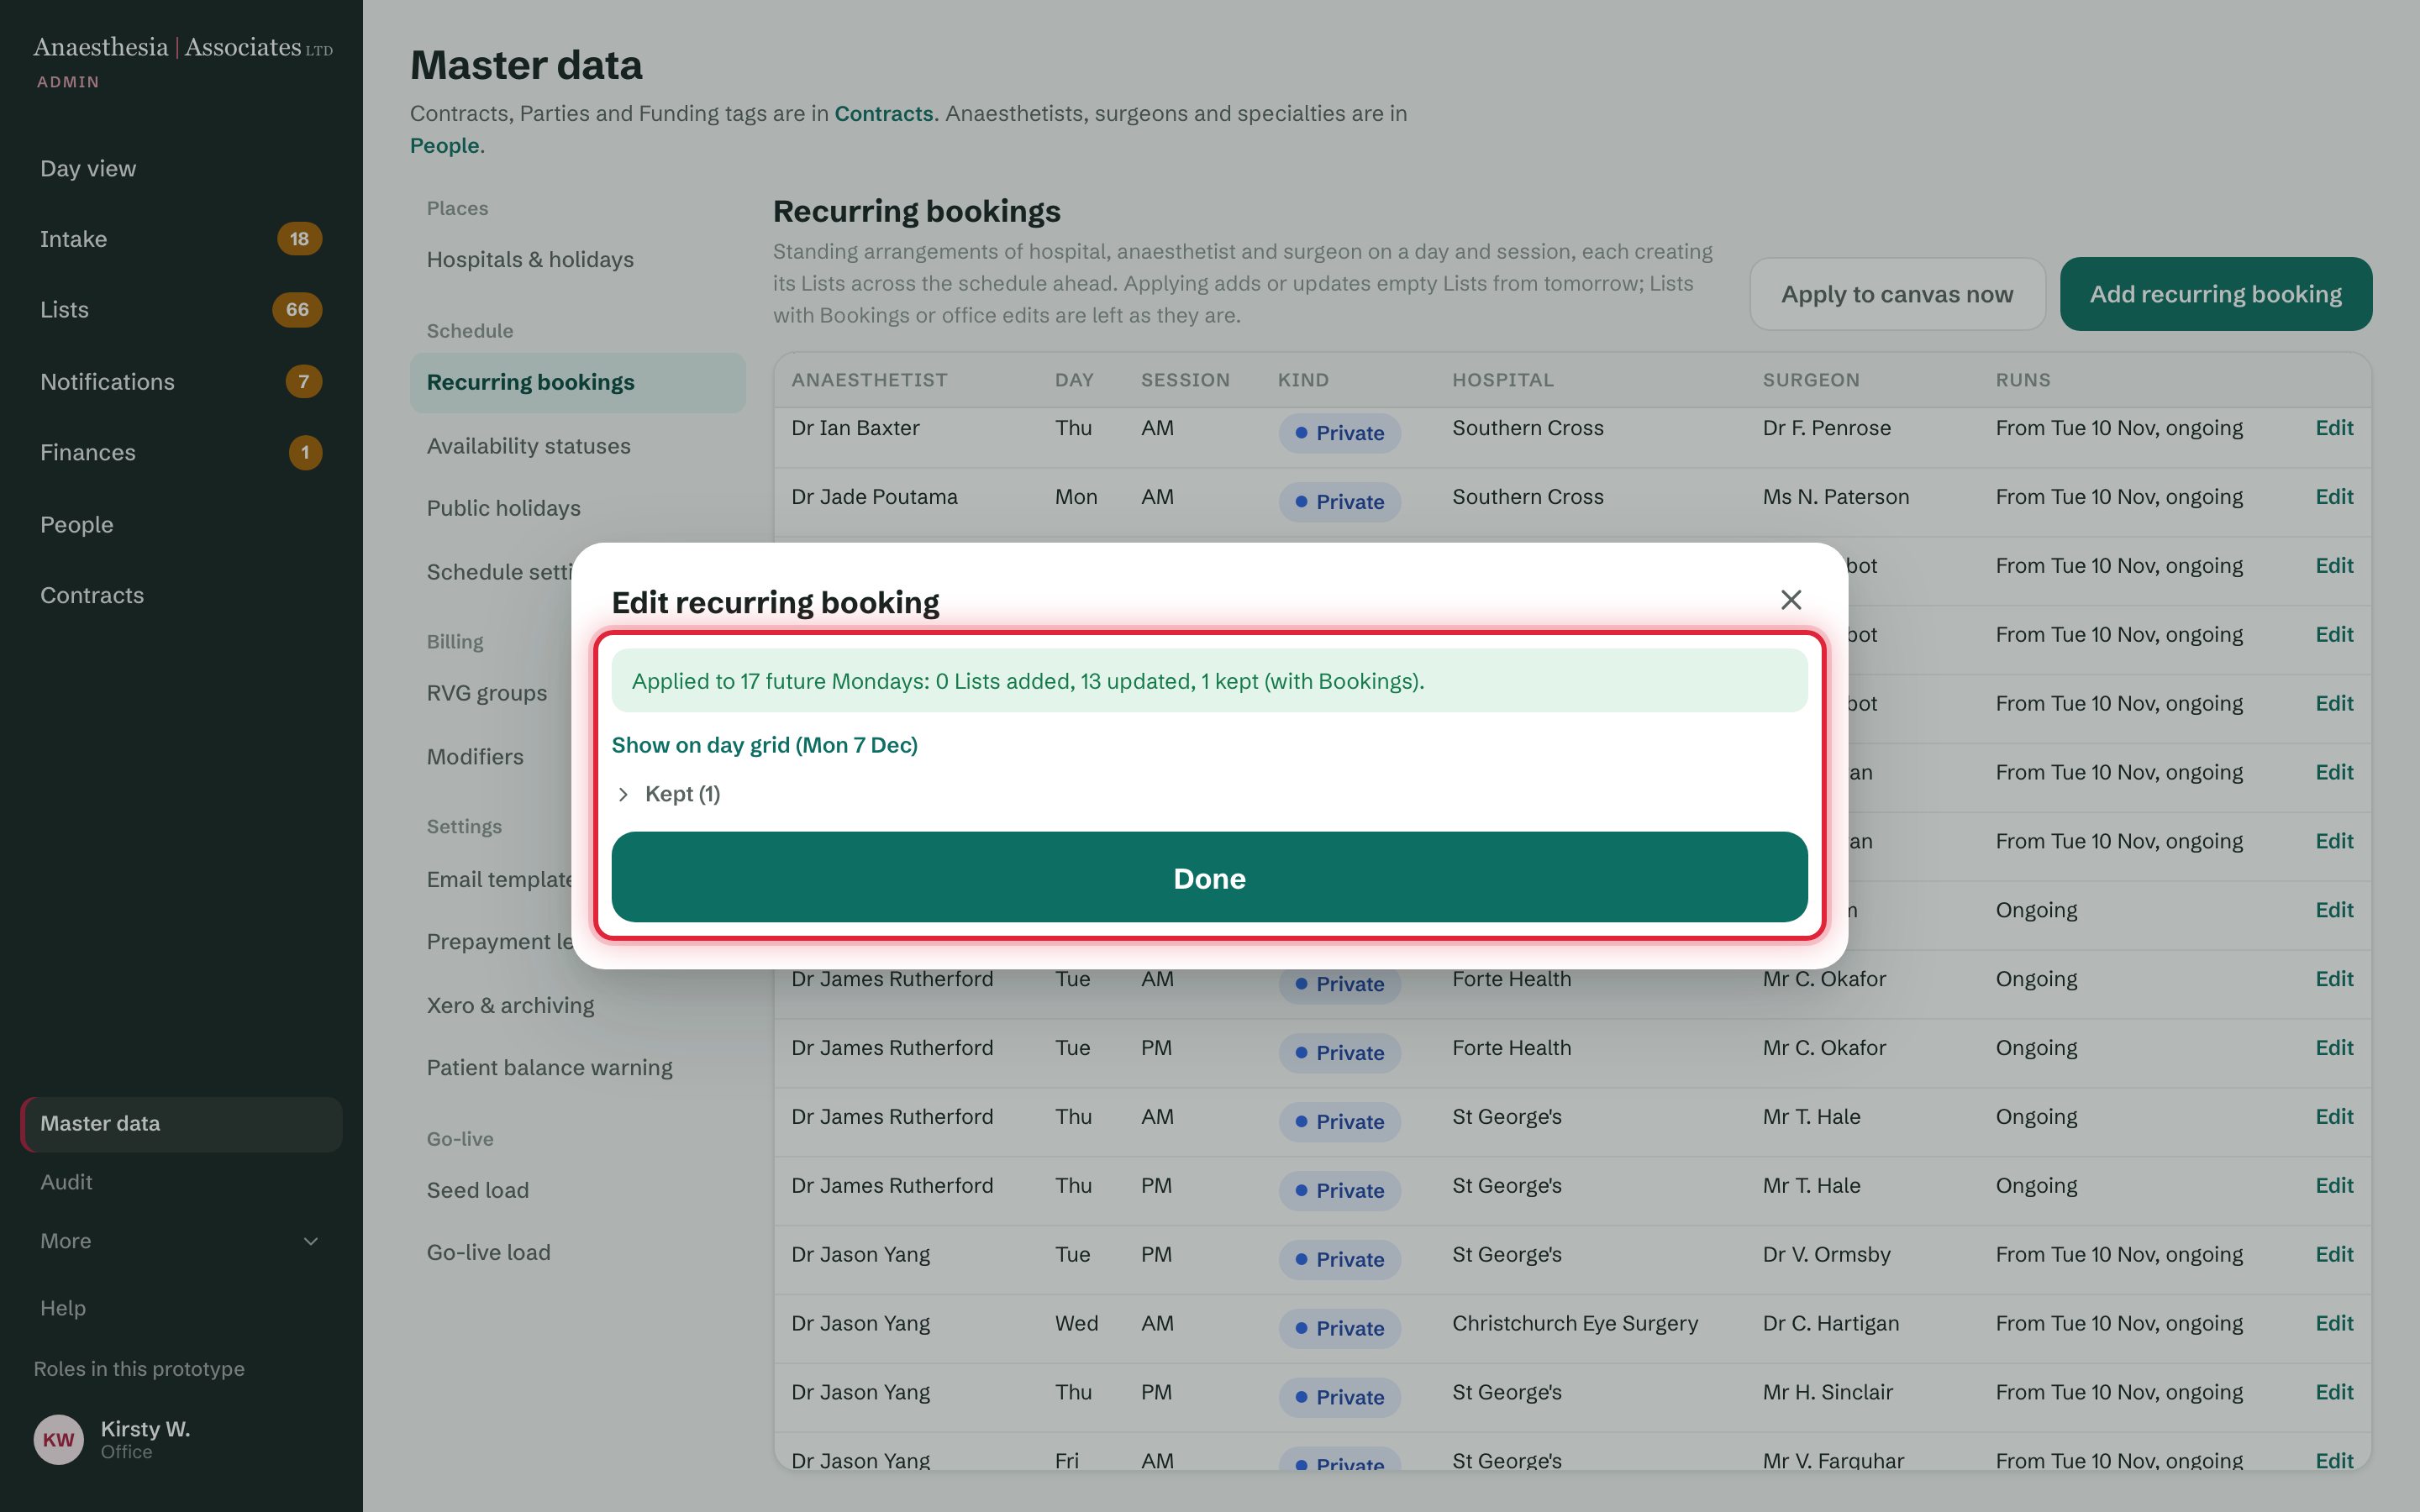 Anaesthesia | Associates LTD
ADMIN
Day view
Intake 18
Lists 66
Notifications 7
Finances 1
People
Contracts
Master data
Audit
More
Help
Roles in this prototype
KW
Kirsty W.
Office
Master data
Contracts, Parties and Funding tags are in Contracts. Anaesthetists, surgeons and specialties are in
People.
Places
Hospitals & holidays
Schedule
Recurring bookings
Availability statuses
Public holidays
Schedule setti
Billing
RVG groups
Modifiers
Settings
Email template
Prepayment le
Xero & archiving
Patient balance warning
Go-live
Seed load
Go-live load
Recurring bookings
Standing arrangements of hospital, anaesthetist and surgeon on a day and session, each creating
its Lists across the schedule ahead. Applying adds or updates empty Lists from tomorrow; Lists
with Bookings or office edits are left as they are.
Apply to canvas now
Add recurring booking
ANAESTHETIST DAY SESSION KIND HOSPITAL SURGEON RUNS
Dr Ian Baxter Thu AM Private Southern Cross Dr F. Penrose From Tue 10 Nov, ongoing Edit
Dr Jade Poutama Mon AM Private Southern Cross Ms N. Paterson From Tue 10 Nov, ongoing Edit
bot From Tue 10 Nov, ongoing Edit
bot From Tue 10 Nov, ongoing Edit
bot From Tue 10 Nov, ongoing Edit
an From Tue 10 Nov, ongoing Edit
an From Tue 10 Nov, ongoing Edit
Ongoing Edit
Dr James Rutherford Tue AM Private Forte Health Mr C. Okafor Ongoing Edit
Dr James Rutherford Tue PM Private Forte Health Mr C. Okafor Ongoing Edit
Dr James Rutherford Thu AM Private St George's Mr T. Hale Ongoing Edit
Dr James Rutherford Thu PM Private St George's Mr T. Hale Ongoing Edit
Dr Jason Yang Tue PM Private St George's Dr V. Ormsby From Tue 10 Nov, ongoing Edit
Dr Jason Yang Wed AM Private Christchurch Eye Surgery Dr C. Hartigan From Tue 10 Nov, ongoing Edit
Dr Jason Yang Thu PM Private St George's Mr H. Sinclair From Tue 10 Nov, ongoing Edit
Dr Jason Yang Fri AM Private St George's Mr V. Farquhar From Tue 10 Nov, ongoing Edit
Edit recurring booking
Applied to 17 future Mondays: 0 Lists added, 13 updated, 1 kept (with Bookings).
Show on day grid (Mon 7 Dec)
Kept (1)
Done